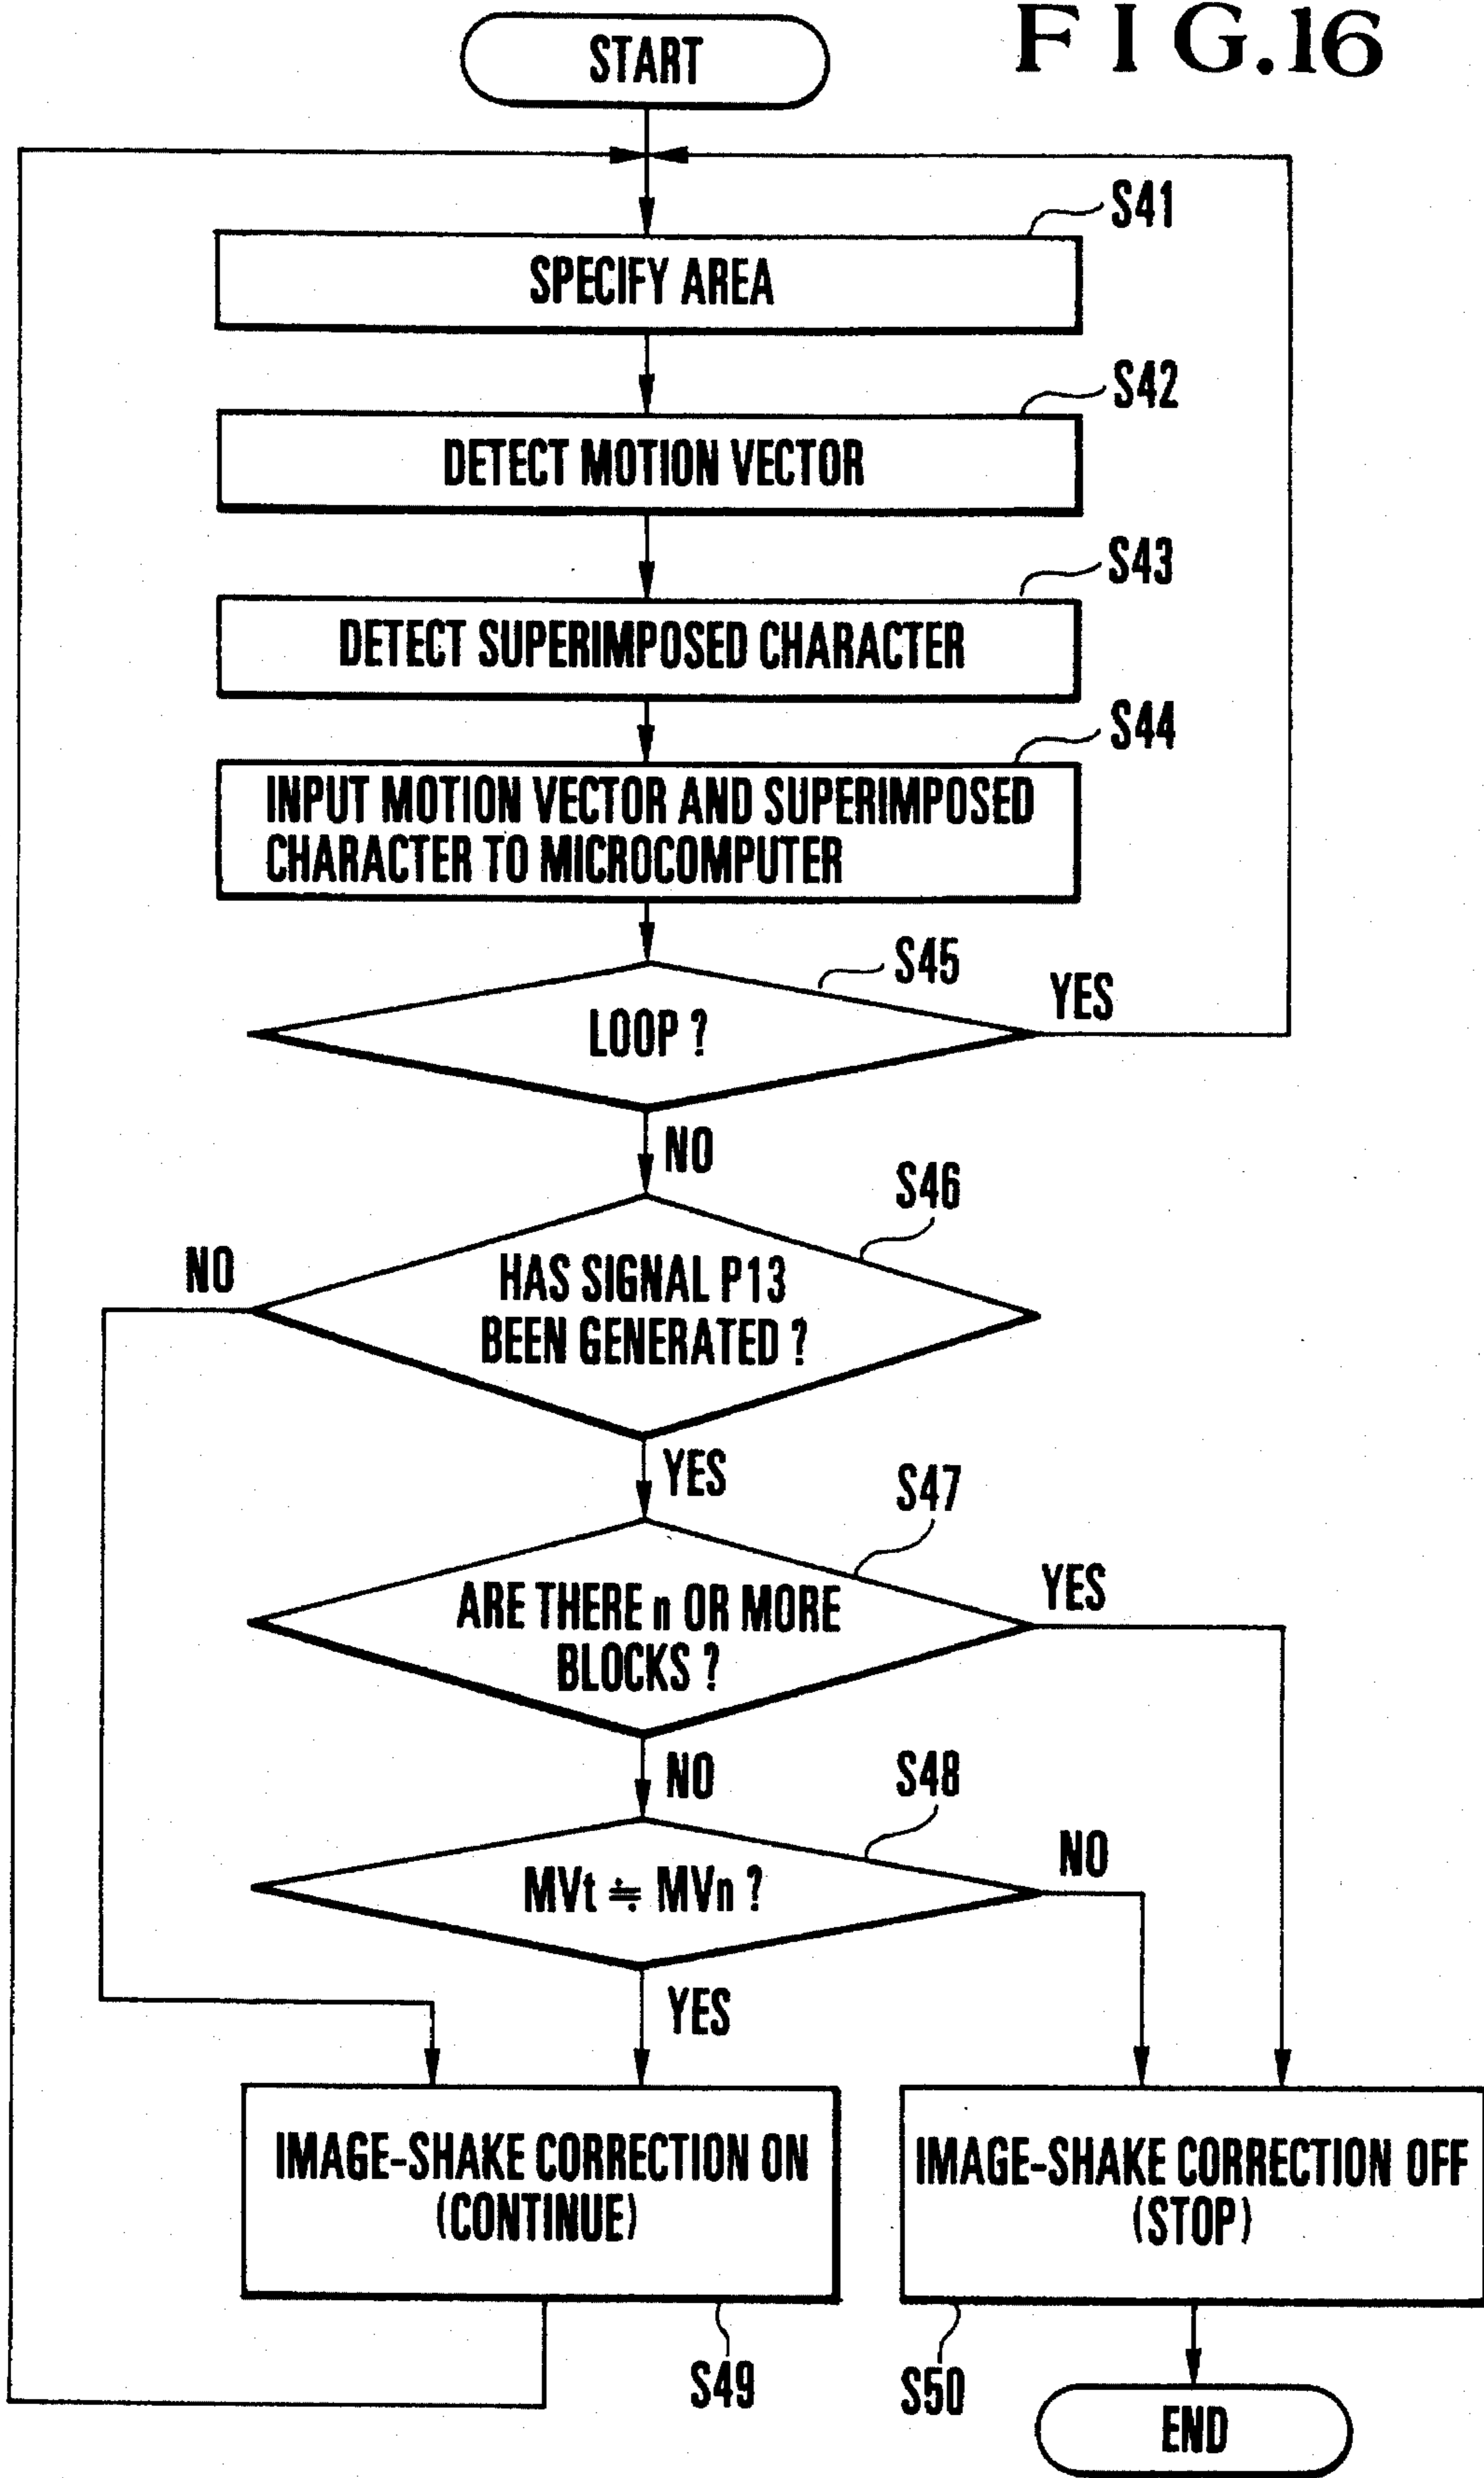 FIG.16
START
S41
SPECIFY AREA
S42
DETECT MOTION VECTOR
S43
DETECT SUPERIMPOSED CHARACTER
S44
INPUT MOTION VECTOR AND SUPERIMPOSED
CHARACTER TO MICROCOMPUTER
S45
LOOP ?
YES
NO
S46
HAS SIGNAL P13
BEEN GENERATED ?
NO
YES
S47
ARE THERE n OR MORE
BLOCKS ?
YES
NO
S48
MVt ≒ MVn ?
NO
YES
IMAGE-SHAKE CORRECTION ON
(CONTINUE)
IMAGE-SHAKE CORRECTION OFF
(STOP)
S49
S50
END